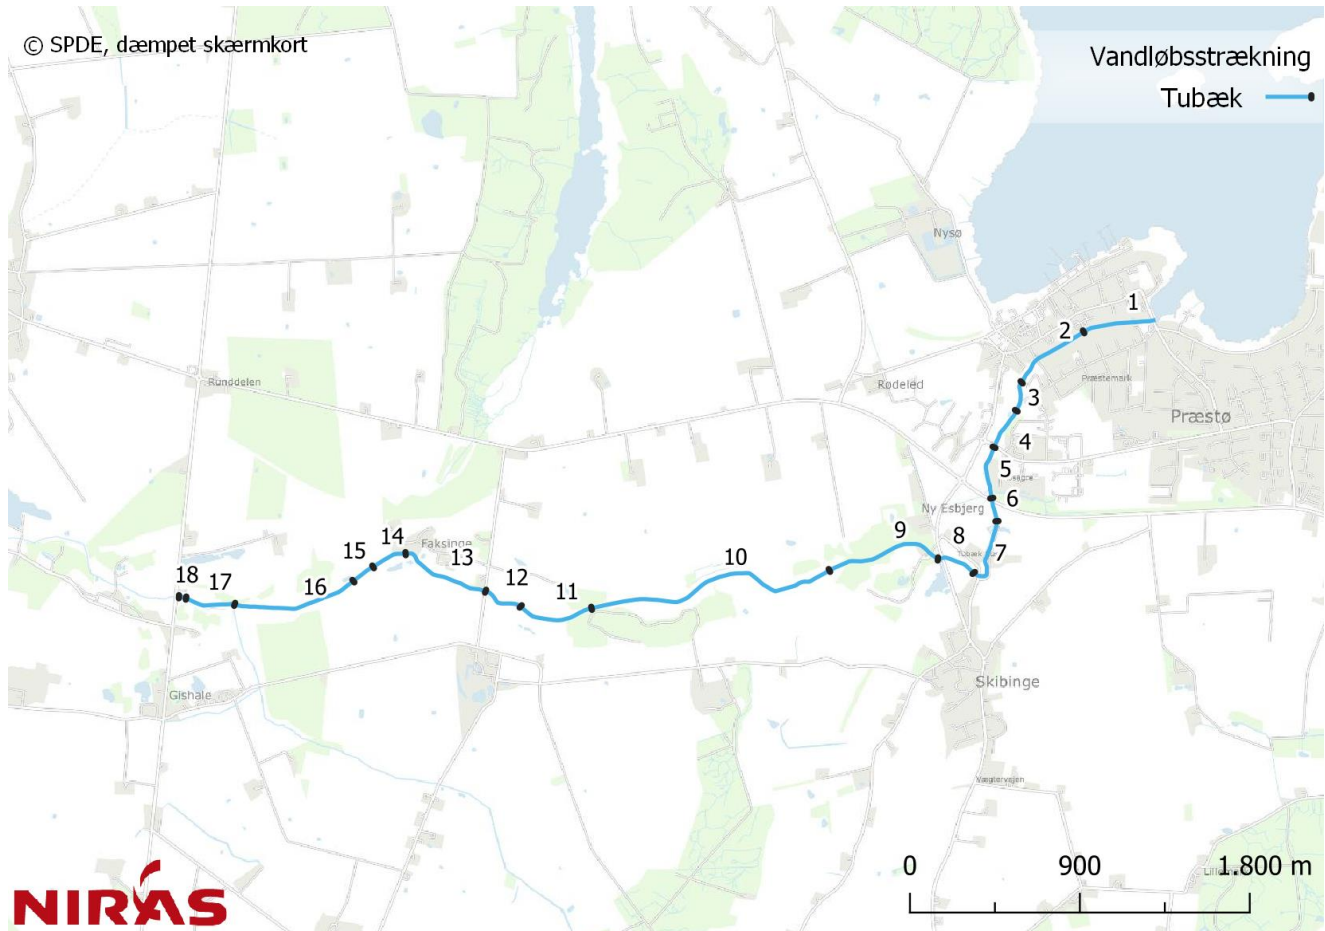 © SPDE, dæmpet skærmkort
Vandløbsstrækning
Tubæk
Nysø
1
2
Runddelen
Rødeled
Præstemark
3
Præstø
4
5
6
Ny Esbjerg
9
8
7
14
Faksinge
15
13
10
18
17
16
12
11
Gishale
Skibinge
Vægtervejen
0
900
1.800 m
NIRAS